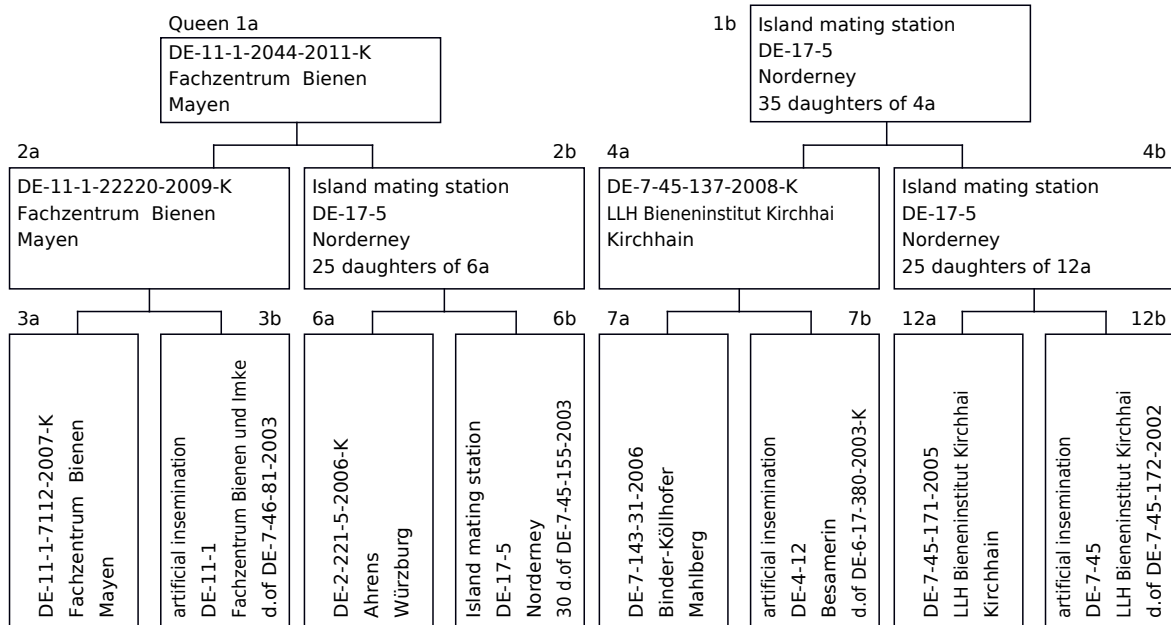 Queen 1a
DE-11-1-2044-2011-K
Fachzentrum Bienen
Mayen
1b
Island mating station
DE-17-5
Norderney
35 daughters of 4a
2a
DE-11-1-22220-2009-K
Fachzentrum Bienen
Mayen
2b
Island mating station
DE-17-5
Norderney
25 daughters of 6a
4a
DE-7-45-137-2008-K
LLH Bieneninstitut Kirchhai
Kirchhain
4b
Island mating station
DE-17-5
Norderney
25 daughters of 12a
3a
DE-11-1-7112-2007-K
Fachzentrum Bienen
Mayen
3b
artificial insemination
DE-11-1
Fachzentrum Bienen und Imke
d.of DE-7-46-81-2003
6a
DE-2-221-5-2006-K
Ahrens
Würzburg
6b
Island mating station
DE-17-5
Norderney
30 d.of DE-7-45-155-2003
7a
DE-7-143-31-2006
Binder-Köllhofer
Mahlberg
7b
artificial insemination
DE-4-12
Besamerin
d.of DE-6-17-380-2003-K
12a
DE-7-45-171-2005
LLH Bieneninstitut Kirchhai
Kirchhain
12b
artificial insemination
DE-7-45
LLH Bieneninstitut Kirchhai
d.of DE-7-45-172-2002